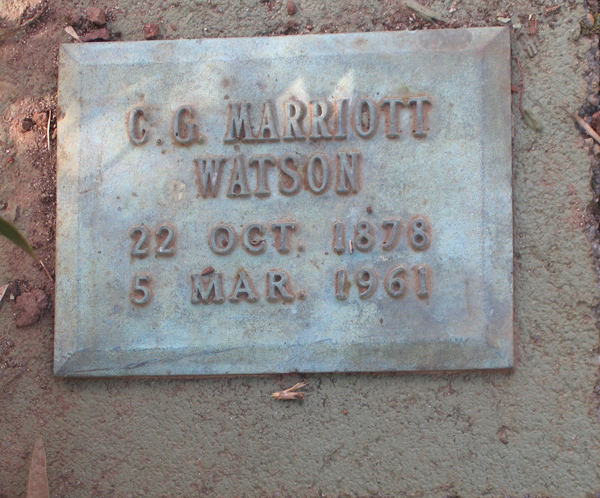 C. G. MARRIOTT
WATSON
22 OCT. 1878
5 MAR. 1961